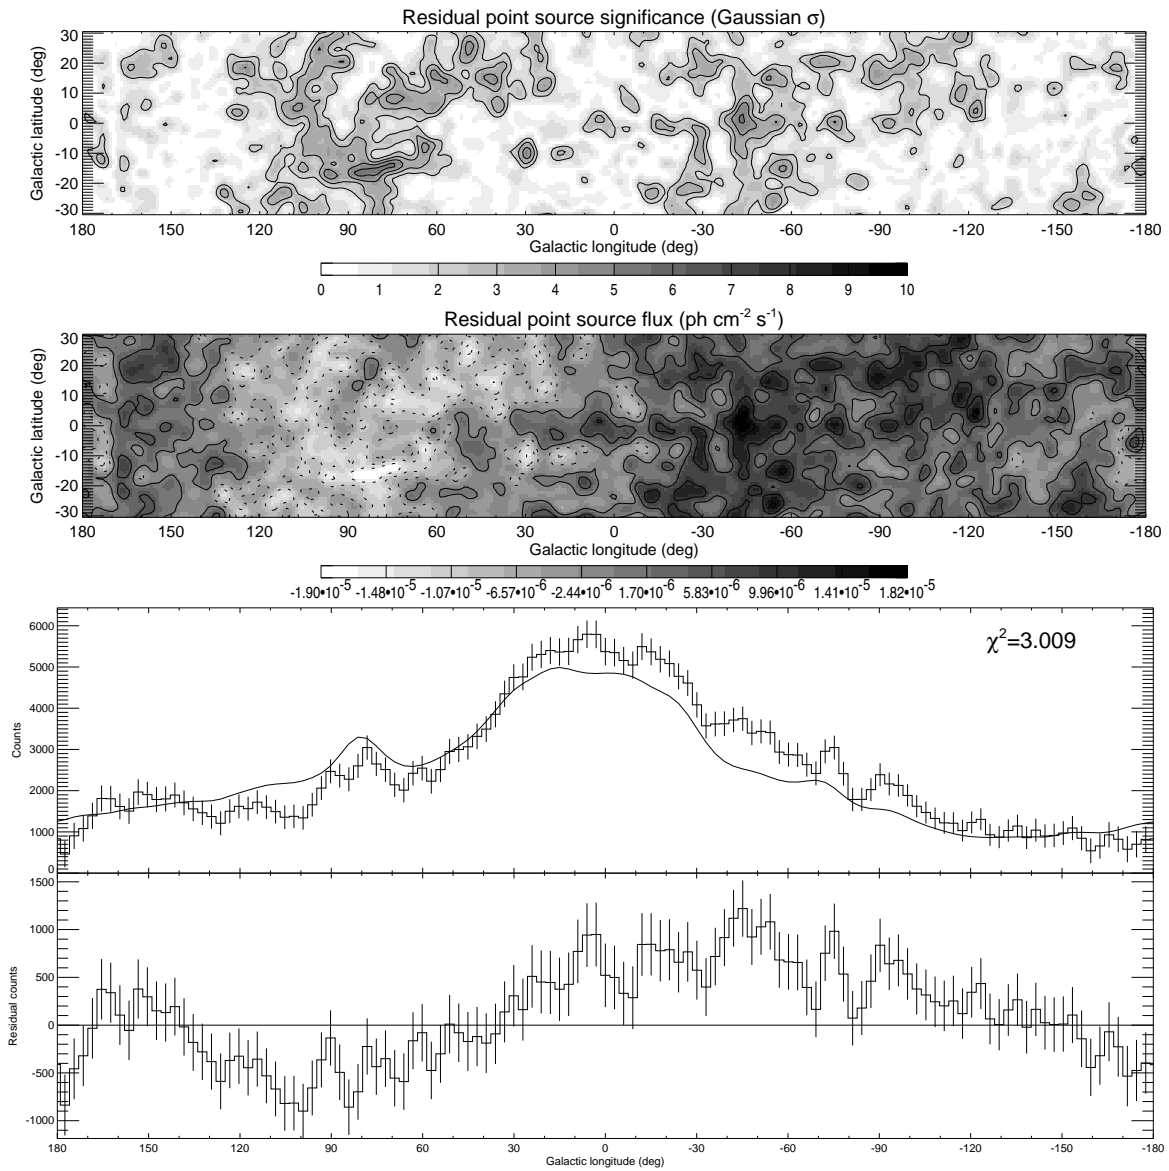 Residual point source significance (Gaussian σ)
Galactic latitude (deg)
30
20
10
0
-10
-20
-30
180 150 120 90 60 30 0 -30 -60 -90 -120 -150 -180
Galactic longitude (deg)
0 1 2 3 4 5 6 7 8 9 10
Residual point source flux (ph cm⁻² s⁻¹)
Galactic latitude (deg)
30
20
10
0
-10
-20
-30
180 150 120 90 60 30 0 -30 -60 -90 -120 -150 -180
Galactic longitude (deg)
-1.90•10⁻⁵ -1.48•10⁻⁵ -1.07•10⁻⁵ -6.57•10⁻⁶ -2.44•10⁻⁶ 1.70•10⁻⁶ 5.83•10⁻⁶ 9.96•10⁻⁶ 1.41•10⁻⁵ 1.82•10⁻⁵
χ²=3.009
Counts
6000
5000
4000
3000
2000
1000
0
Residual counts
1500
1000
500
0
-500
-1000
180 150 120 90 60 30 0 -30 -60 -90 -120 -150 -180
Galactic longitude (deg)